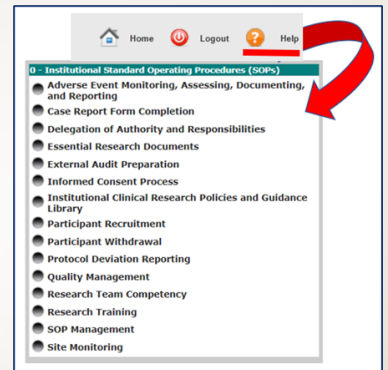 Home Logout Help
0 - Institutional Standard Operating Procedures (SOPs)
Adverse Event Monitoring, Assessing, Documenting,
and Reporting
Case Report Form Completion
Delegation of Authority and Responsibilities
Essential Research Documents
External Audit Preparation
Informed Consent Process
Institutional Clinical Research Policies and Guidance
Library
Participant Recruitment
Participant Withdrawal
Protocol Deviation Reporting
Quality Management
Research Team Competency
Research Training
SOP Management
Site Monitoring